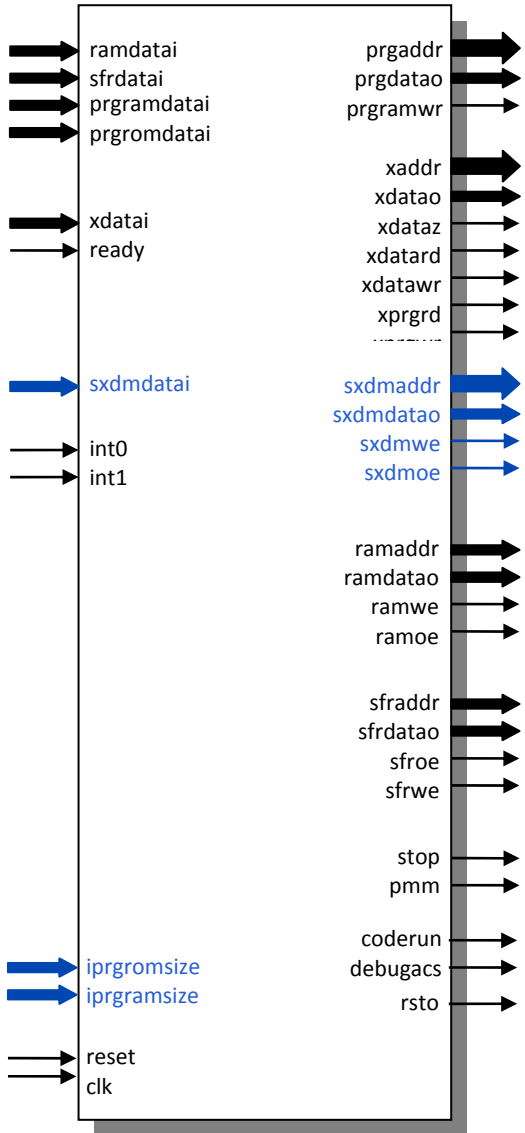 ramdatai
sfrdatai
prgramdatai
prgromdatai
xdatai
ready
sxdmdatai
int0
int1
iprgromsize
iprgramsize
reset
clk
prgaddr
prgdatao
prgramwr
xaddr
xdatao
xdataz
xdatard
xdatawr
xprgrd
sxdmaddr
sxdmdatao
sxdmwe
sxdmoe
ramaddr
ramdatao
ramwe
ramoe
sfraddr
sfrdatao
sfroe
sfrwe
stop
pmm
coderun
debugacs
rsto